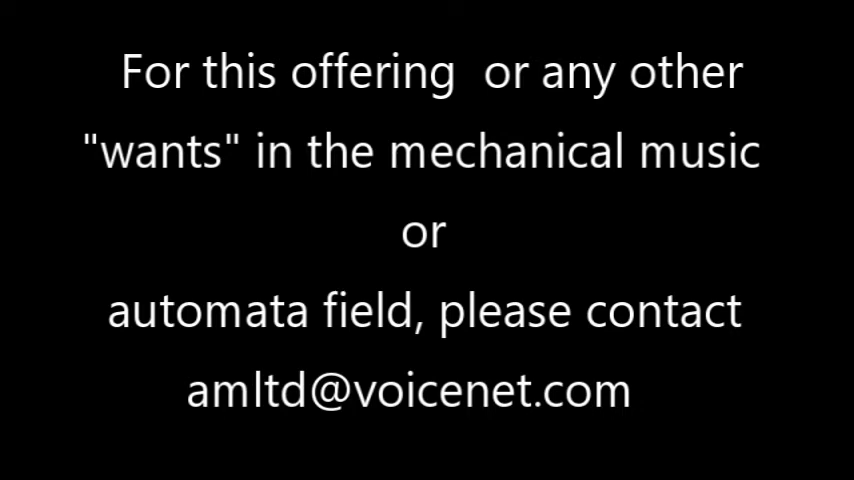 For this offering  or any other
"wants" in the mechanical music
or
automata field, please contact
amltd@voicenet.com